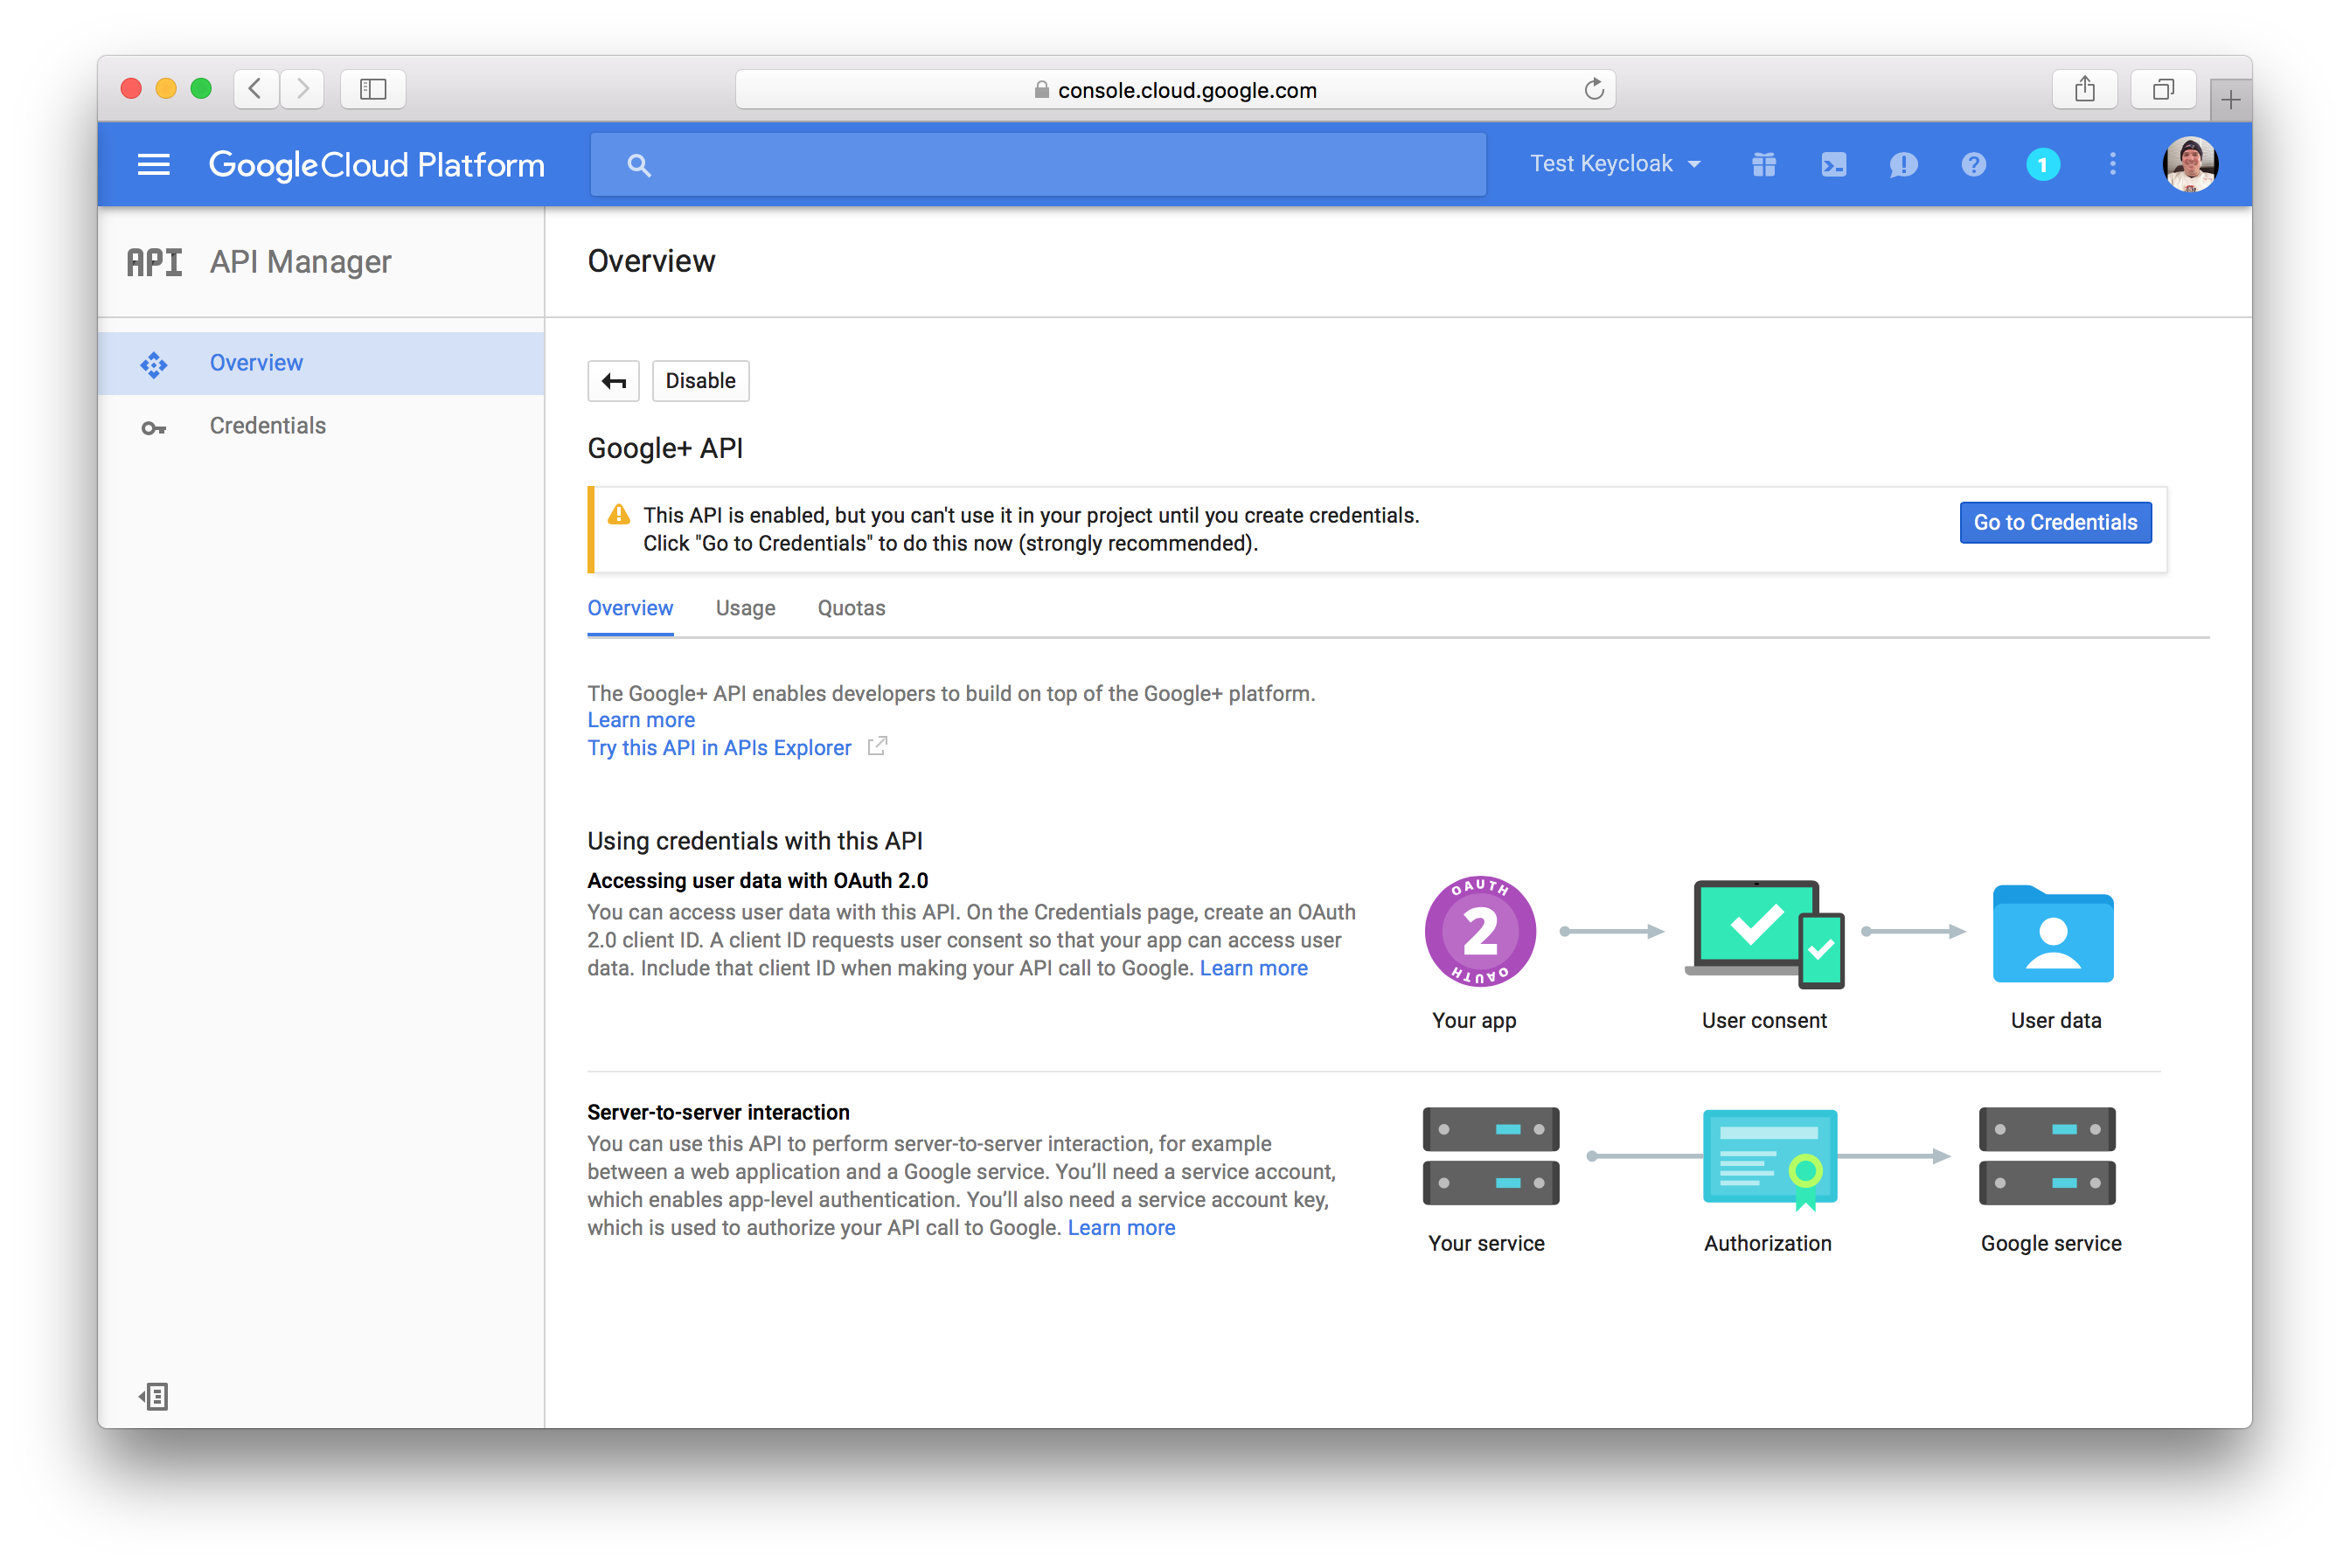 console.cloud.google.com
Google Cloud Platform
Test Keycloak
1
API API Manager
Overview
Overview
Credentials
Disable
Google+ API
This API is enabled, but you can't use it in your project until you create credentials.
Click "Go to Credentials" to do this now (strongly recommended).
Go to Credentials
Overview Usage Quotas
The Google+ API enables developers to build on top of the Google+ platform.
Learn more
Try this API in APIs Explorer
Using credentials with this API
Accessing user data with OAuth 2.0
You can access user data with this API. On the Credentials page, create an OAuth
2.0 client ID. A client ID requests user consent so that your app can access user
data. Include that client ID when making your API call to Google. Learn more
OAUTH
2
OAUTH
Your app User consent User data
Server-to-server interaction
You can use this API to perform server-to-server interaction, for example
between a web application and a Google service. You’ll need a service account,
which enables app-level authentication. You’ll also need a service account key,
which is used to authorize your API call to Google. Learn more
Your service Authorization Google service